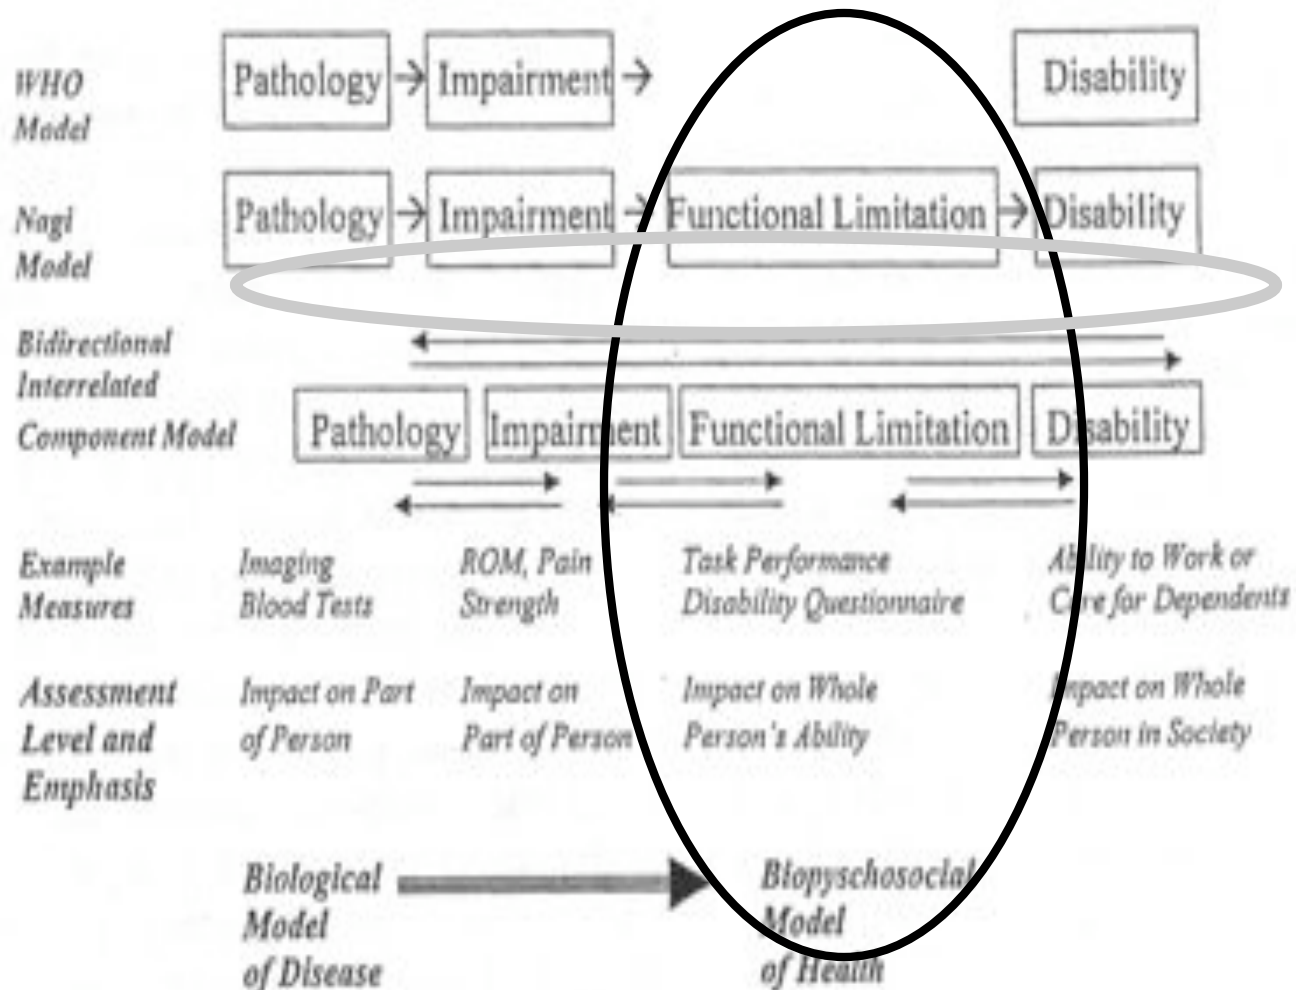 WHO
Model
Pathology Impairment Disability
Nagi
Model
Pathology Impairment Functional Limitation Disability
Bidirectional
Interrelated
Component Model
Pathology Impairment Functional Limitation Disability
Example
Measures
Imaging
Blood Tests
ROM, Pain
Strength
Task Performance
Disability Questionnaire
Ability to Work or
Care for Dependents
Assessment
Level and
Emphasis
Impact on Part
of Person
Impact on
Part of Person
Impact on Whole
Person's Ability
Impact on Whole
Person in Society
Biological
Model
of Disease
Biopyschosocial
Model
of Health